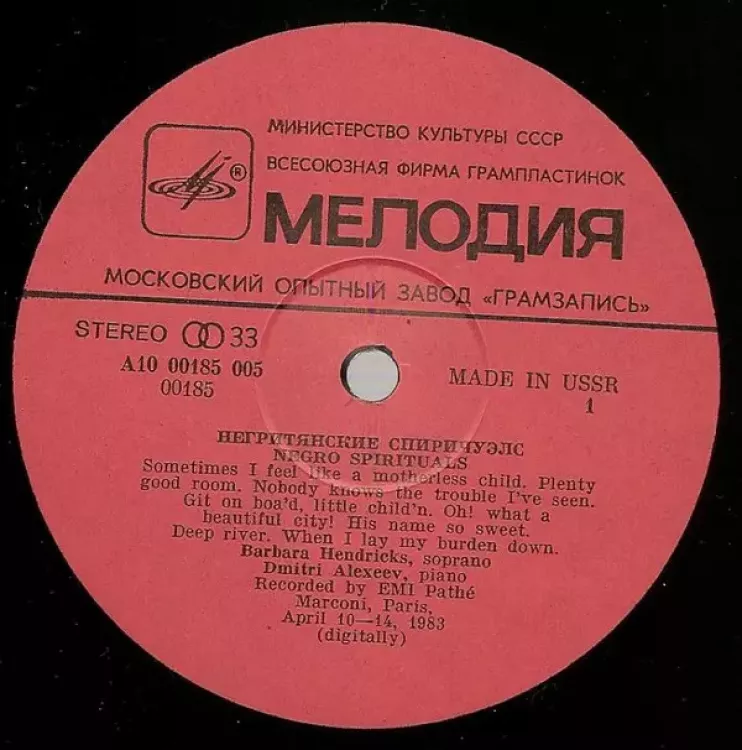 МИНИСТЕРСТВО КУЛЬТУРЫ СССР
ВСЕСОЮЗНАЯ ФИРМА ГРАМПЛАСТИНОК
®
МЕЛОДИЯ
МОСКОВСКИЙ ОПЫТНЫЙ ЗАВОД «ГРАМЗАПИСЬ»
STEREO 33
А10 00185 005
00185
MADE IN USSR
1
НЕГРИТЯНСКИЕ СПИРИЧУЭЛС
NEGRO SPIRITUALS
Sometimes I feel like a motherless child. Plenty
good room. Nobody knows the trouble I've seen.
Git on boa'd, little child'n. Oh! what a
beautiful city! His name so sweet.
Deep river. When I lay my burden down.
Barbara Hendricks, soprano
Dmitri Alexeev, piano
Recorded by EMI Pathé
Marconi, Paris,
April 10—14, 1983
(digitally)